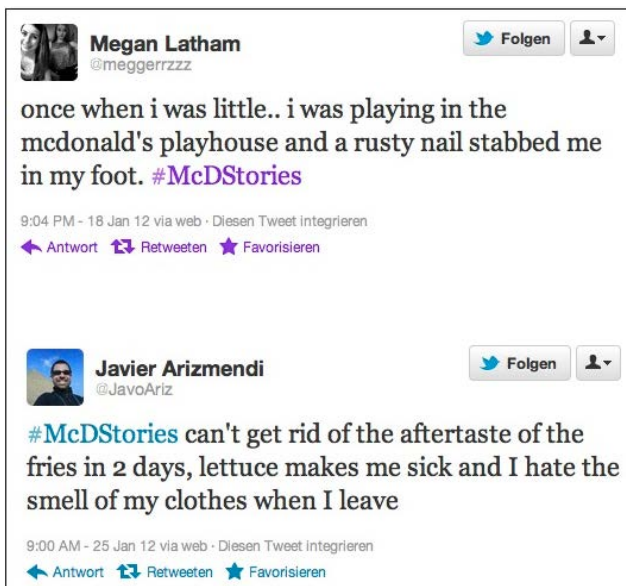 Megan Latham
Folgen
@meggerrzzz
once when i was little.. i was playing in the
mcdonald's playhouse and a rusty nail stabbed me
in my foot. #McDStories
9:04 PM - 18 Jan 12 via web · Diesen Tweet integrieren
Antwort Retweeten Favorisieren
Javier Arizmendi
Folgen
@JavoAriz
#McDStories can't get rid of the aftertaste of the
fries in 2 days, lettuce makes me sick and I hate the
smell of my clothes when I leave
9:00 AM - 25 Jan 12 via web · Diesen Tweet integrieren
Antwort Retweeten Favorisieren